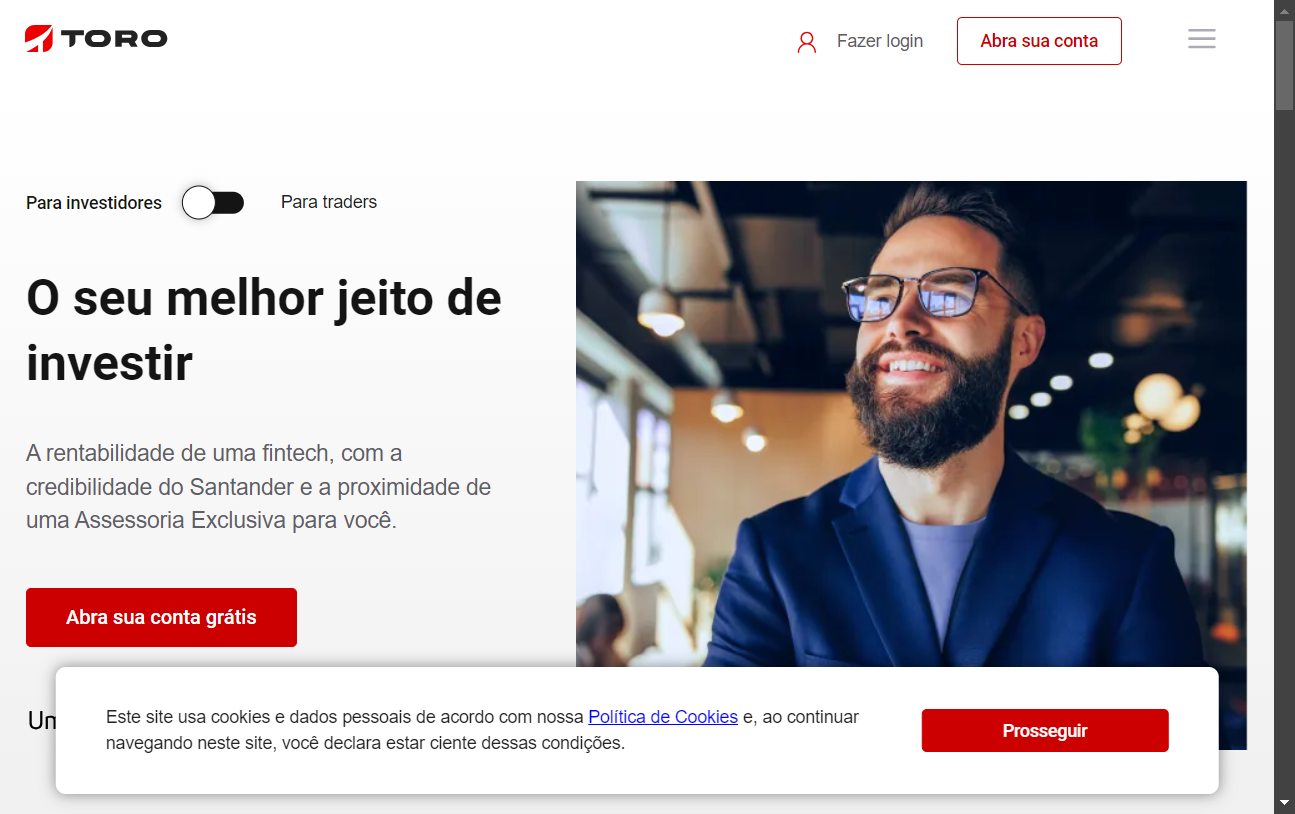 TORO
Fazer login
Abra sua conta
Para investidores
Para traders
O seu melhor jeito de
investir
A rentabilidade de uma fintech, com a
credibilidade do Santander e a proximidade de
uma Assessoria Exclusiva para você.
Abra sua conta grátis
Este site usa cookies e dados pessoais de acordo com nossa Política de Cookies e, ao continuar
navegando neste site, você declara estar ciente dessas condições.
Prosseguir